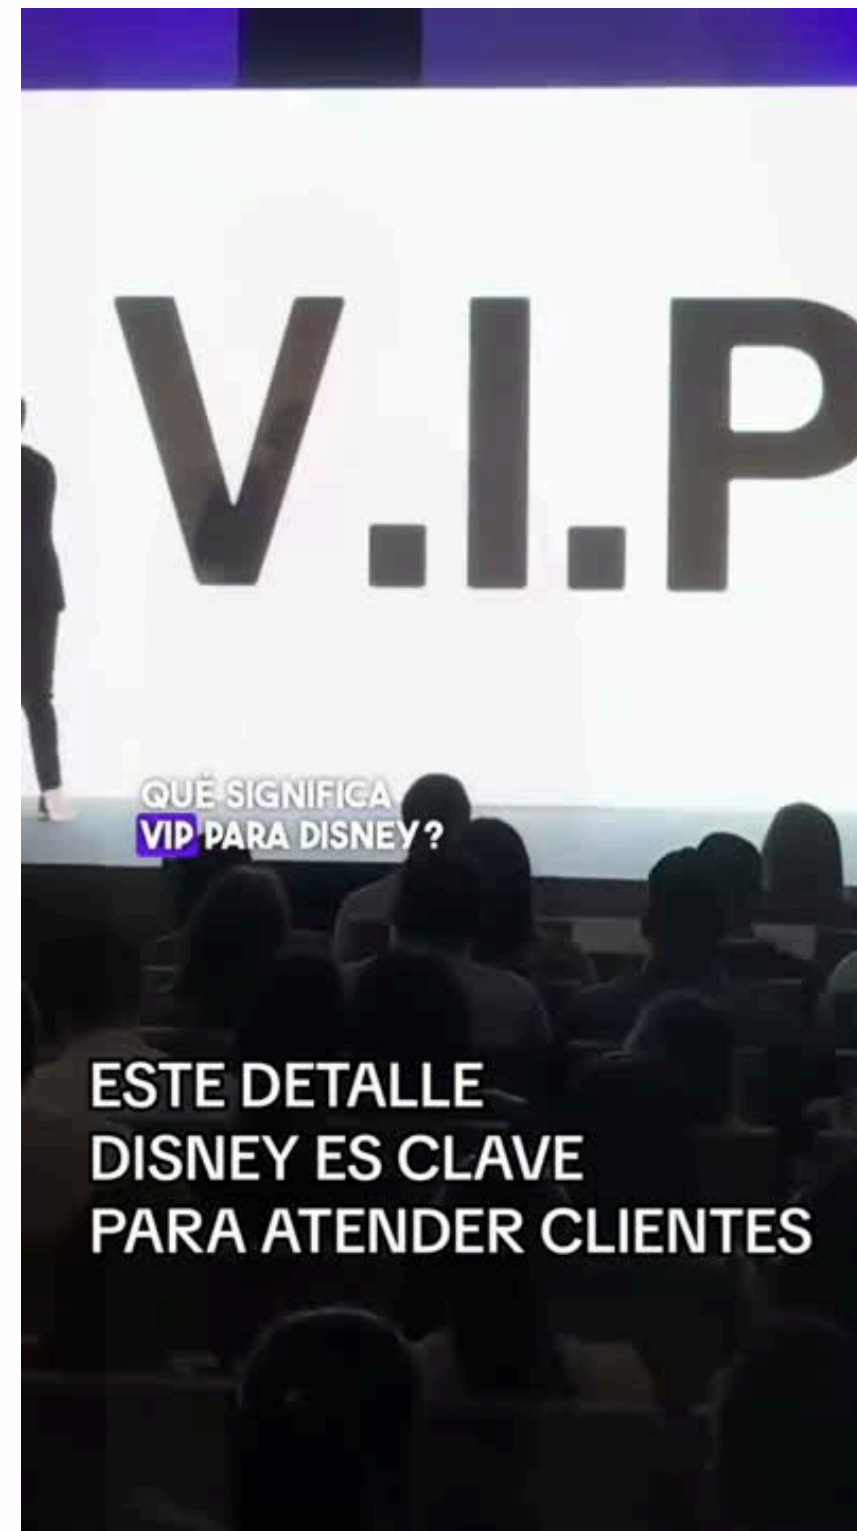 V.I.P
QUÉ SIGNIFICA
VIP PARA DISNEY?
ESTE DETALLE
DISNEY ES CLAVE
PARA ATENDER CLIENTES